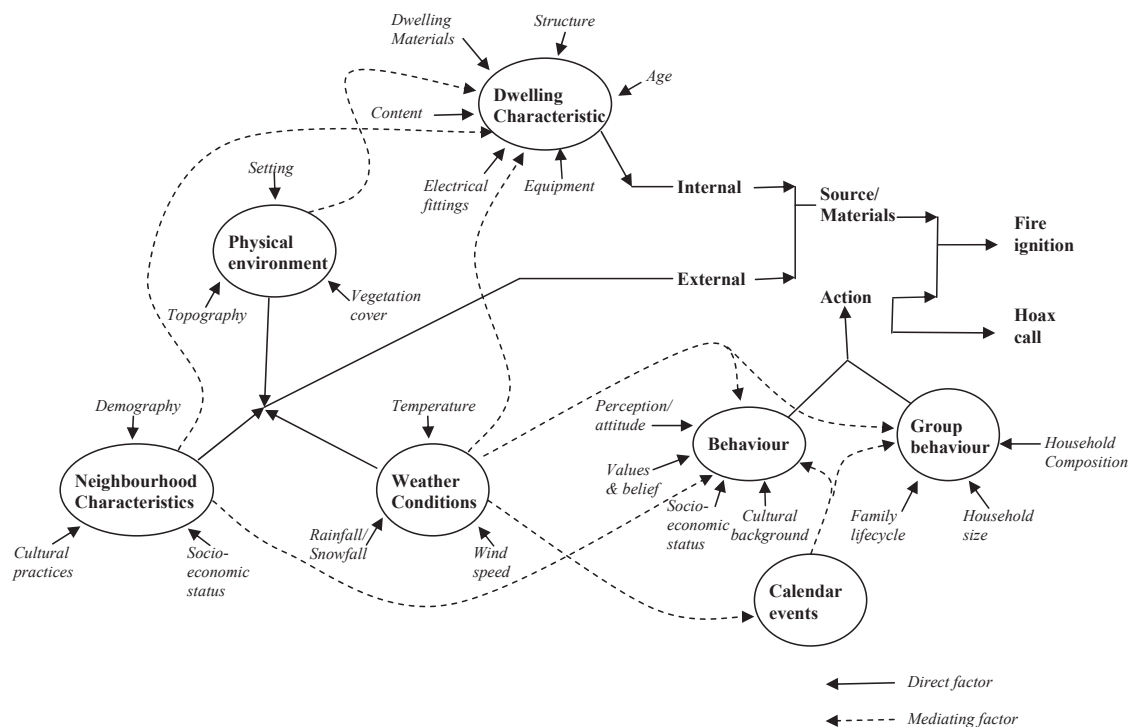 Dwelling
Materials
Structure
Age
Dwelling
Characteristic
Content
Setting
Electrical
fittings
Equipment
Internal
Source/
Materials
Fire
ignition
Physical
environment
External
Topography
Vegetation
cover
Action
Hoax
call
Demography
Temperature
Perception/
attitude
Behaviour
Group
behaviour
Household
Composition
Neighbourhood
Characteristics
Weather
Conditions
Values
& belief
Socio-
economic
status
Cultural
background
Family
lifecycle
Household
size
Cultural
practices
Socio-
economic
status
Rainfall/
Snowfall
Wind
speed
Calendar
events
Direct factor
Mediating factor